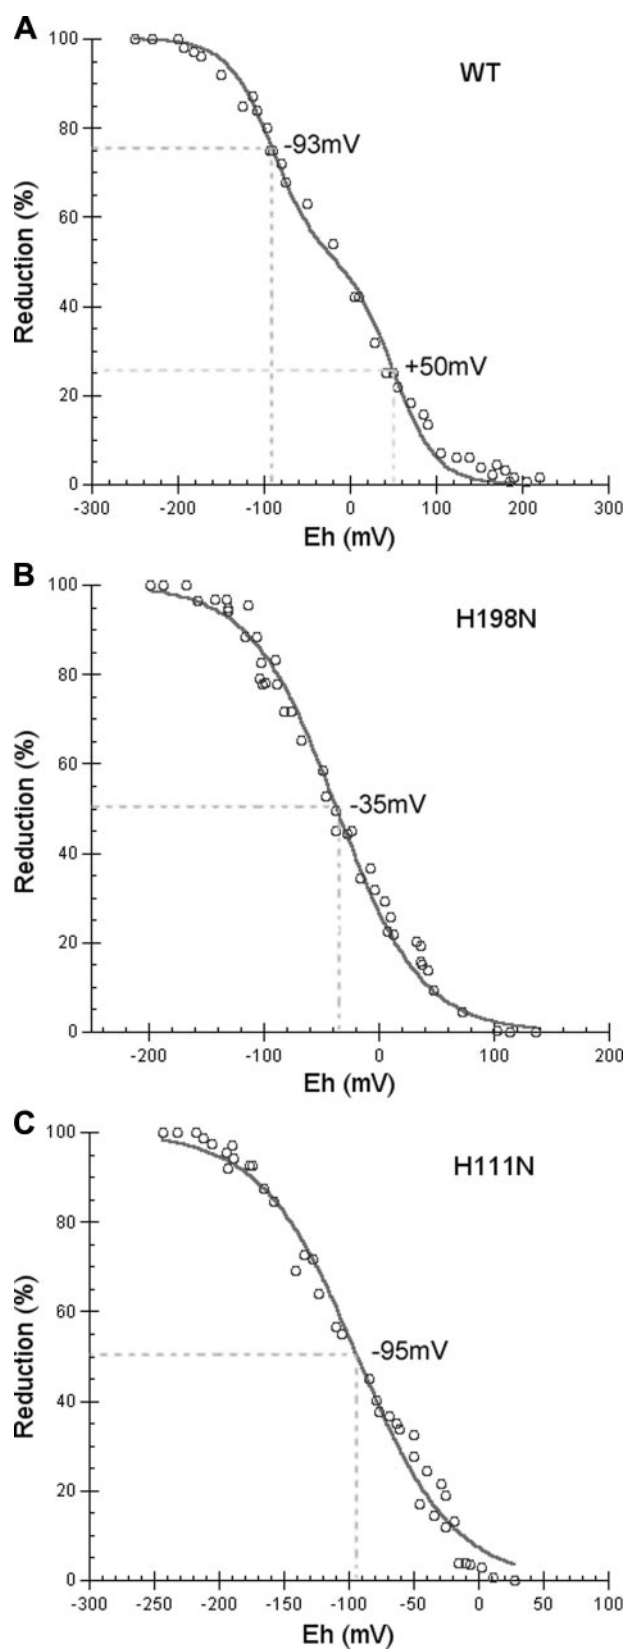 A
WT
100
80
60
40
20
0
Reduction (%)
-93mV
+50mV
-300 -200 -100 0 100 200 300
Eh (mV)
B
H198N
100
80
60
40
20
0
Reduction (%)
-35mV
-200 -100 0 100 200
Eh (mV)
C
H111N
100
80
60
40
20
0
Reduction (%)
-95mV
-300 -250 -200 -150 -100 -50 0 50 100
Eh (mV)